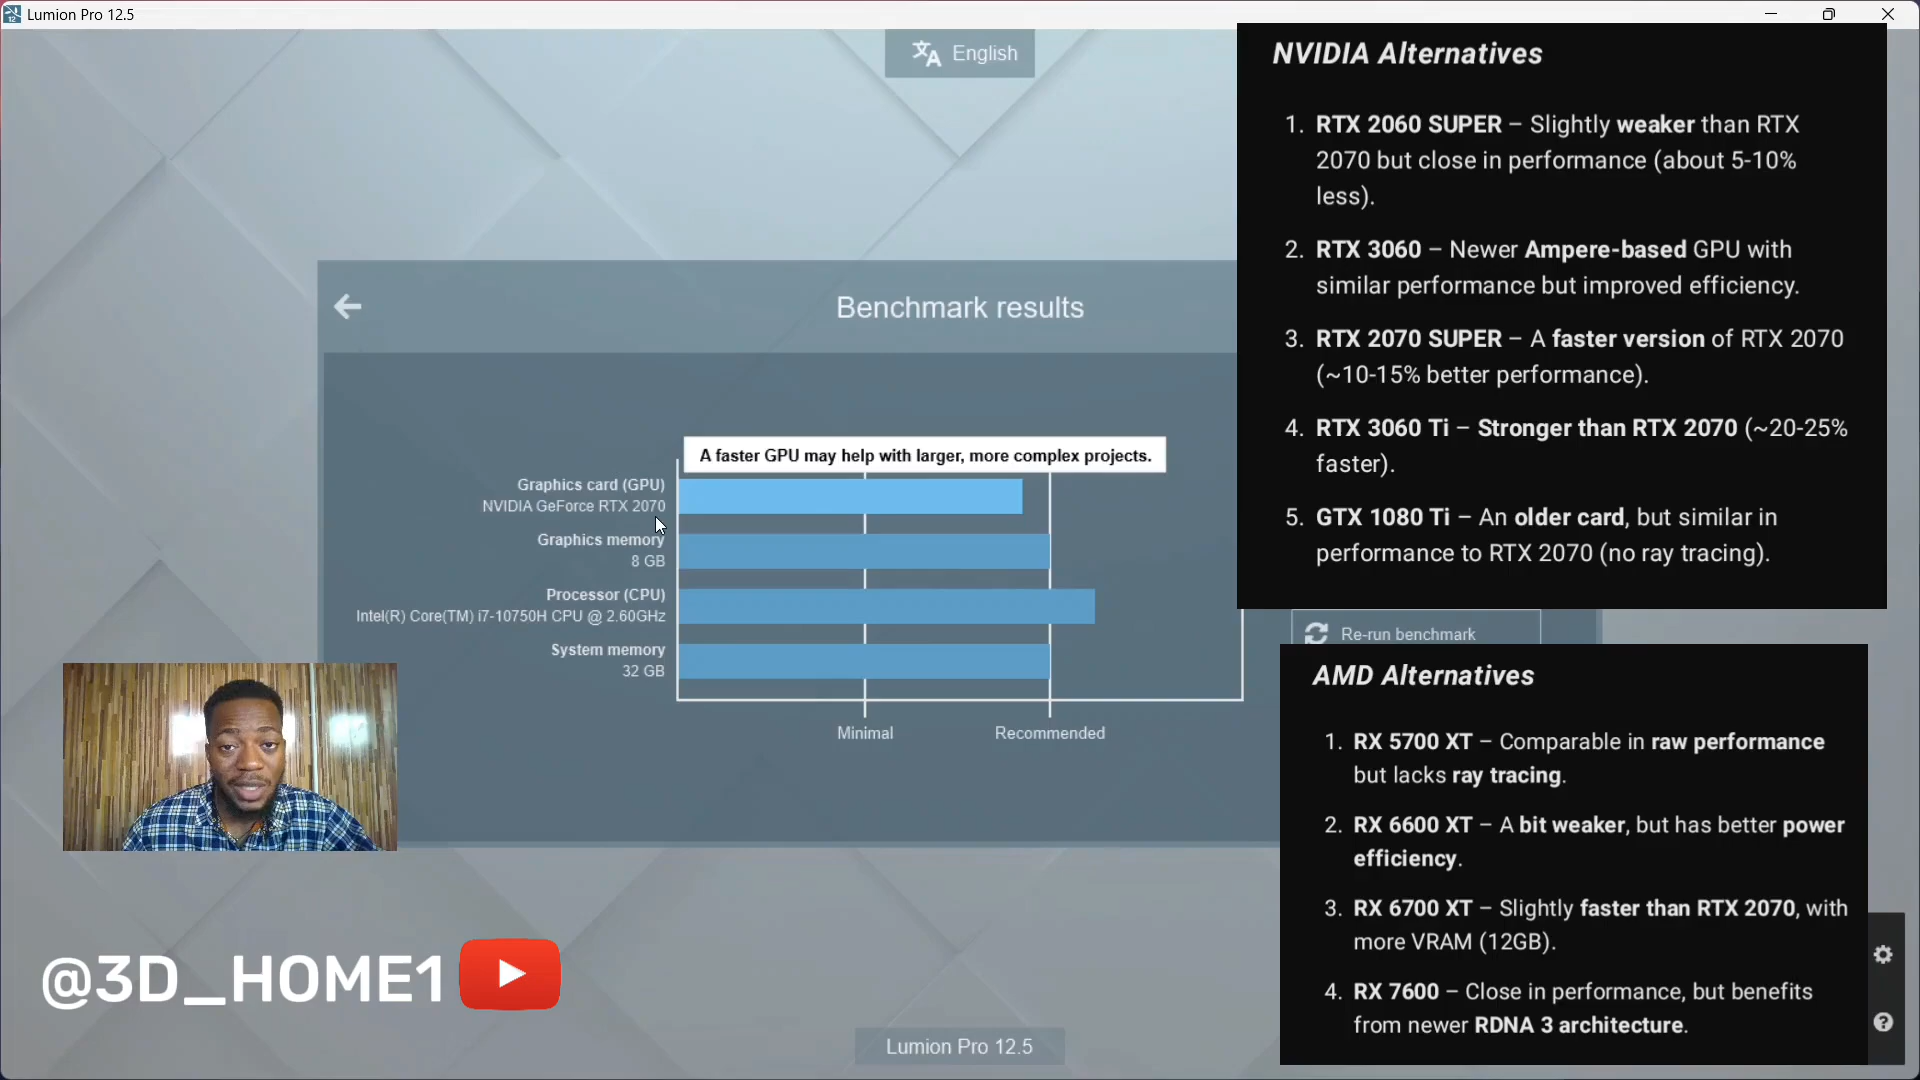 Lumion Pro 12.5
English
Benchmark results
A faster GPU may help with larger, more complex projects.
Graphics card (GPU)
NVIDIA GeForce RTX 2070
Graphics memory
8 GB
Processor (CPU)
Intel(R) Core(TM) i7-10750H CPU @ 2.60GHz
System memory
32 GB
Minimal
Recommended
Re-run benchmark
NVIDIA Alternatives
1. RTX 2060 SUPER – Slightly weaker than RTX
2070 but close in performance (about 5-10%
less).
2. RTX 3060 – Newer Ampere-based GPU with
similar performance but improved efficiency.
3. RTX 2070 SUPER – A faster version of RTX 2070
(~10-15% better performance).
4. RTX 3060 Ti – Stronger than RTX 2070 (~20-25%
faster).
5. GTX 1080 Ti – An older card, but similar in
performance to RTX 2070 (no ray tracing).
AMD Alternatives
1. RX 5700 XT – Comparable in raw performance
but lacks ray tracing.
2. RX 6600 XT – A bit weaker, but has better power
efficiency.
3. RX 6700 XT – Slightly faster than RTX 2070, with
more VRAM (12GB).
4. RX 7600 – Close in performance, but benefits
from newer RDNA 3 architecture.
@3D_HOME1
Lumion Pro 12.5